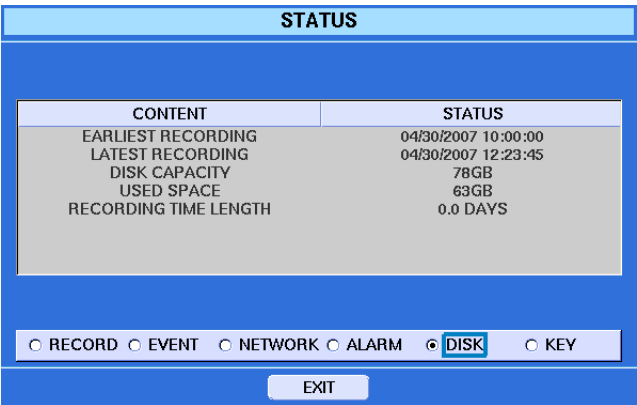 STATUS
CONTENT STATUS
EARLIEST RECORDING 04/30/2007 10:00:00
LATEST RECORDING 04/30/2007 12:23:45
DISK CAPACITY 78GB
USED SPACE 63GB
RECORDING TIME LENGTH 0.0 DAYS
RECORD EVENT NETWORK ALARM DISK KEY
EXIT